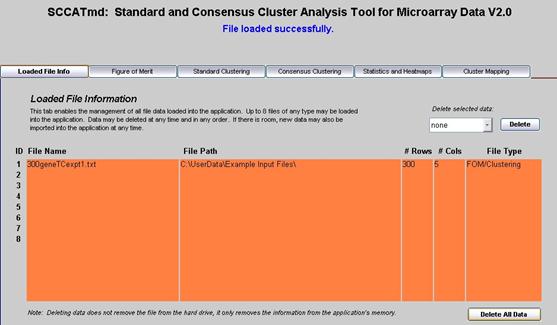 SCCATmd: Standard and Consensus Cluster Analysis Tool for Microarray Data V2.0
File loaded successfully.
Loaded File Info Figure of Merit Standard Clustering Consensus Clustering Statistics and Heatmaps Cluster Mapping
Loaded File Information
This tab enables the management of all file data loaded into the application. Up to 8 files of any type may be loaded
into the application. Data may be deleted at any time and in any order. If there is room, new data may also be
imported into the application at any time.
Delete selected data:
none Delete
ID File Name File Path # Rows # Cols File Type
1 300geneTCexpt1.txt C:\UserData\Example Input Files\ 300 5 FOM/Clustering
2
3
4
5
6
7
8
Note: Deleting data does not remove the file from the hard drive, it only removes the information from the application's memory.
Delete All Data